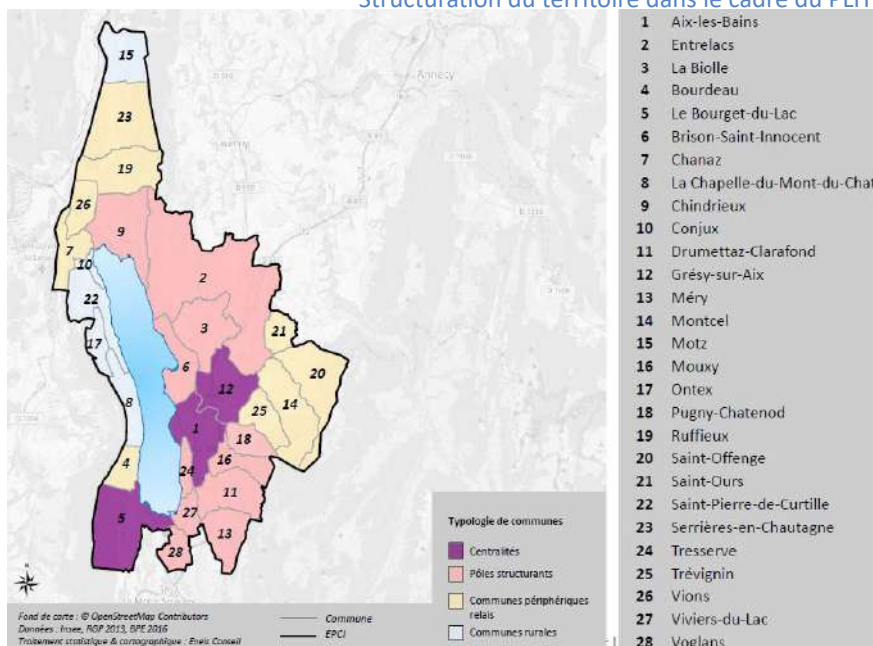 Structuration du territoire dans le cadre du PLH
1 Aix-les-Bains
2 Entrelacs
3 La Biolle
4 Bourdeau
5 Le Bourget-du-Lac
6 Brison-Saint-Innocent
7 Chanaz
8 La Chapelle-du-Mont-du-Chat
9 Chindrieux
10 Conjux
11 Drumettaz-Clarafond
12 Grésy-sur-Aix
13 Méry
14 Montcel
15 Motz
16 Mouxy
17 Ontex
18 Pugny-Chatenod
19 Ruffieux
20 Saint-Offenge
21 Saint-Ours
22 Saint-Pierre-de-Curtille
23 Serrières-en-Chautagne
24 Tresserve
25 Trévignin
26 Vions
27 Viviers-du-Lac
28 Voglans
15
Annecy
23
19
26
9
7
10
2
22
3
21
17
6
20
12
8
25
14
1
18
4
24
16
11
5
27
13
28
Typologie de communes
Centralités
Pôles structurants
Communes périphériques
relais
Communes rurales
Fond de carte : © OpenStreetMap Contributors
Données : Insee, RGP 2013, BPE 2016
Traitement statistique & cartographique : Eneis Conseil
Commune
EPCI